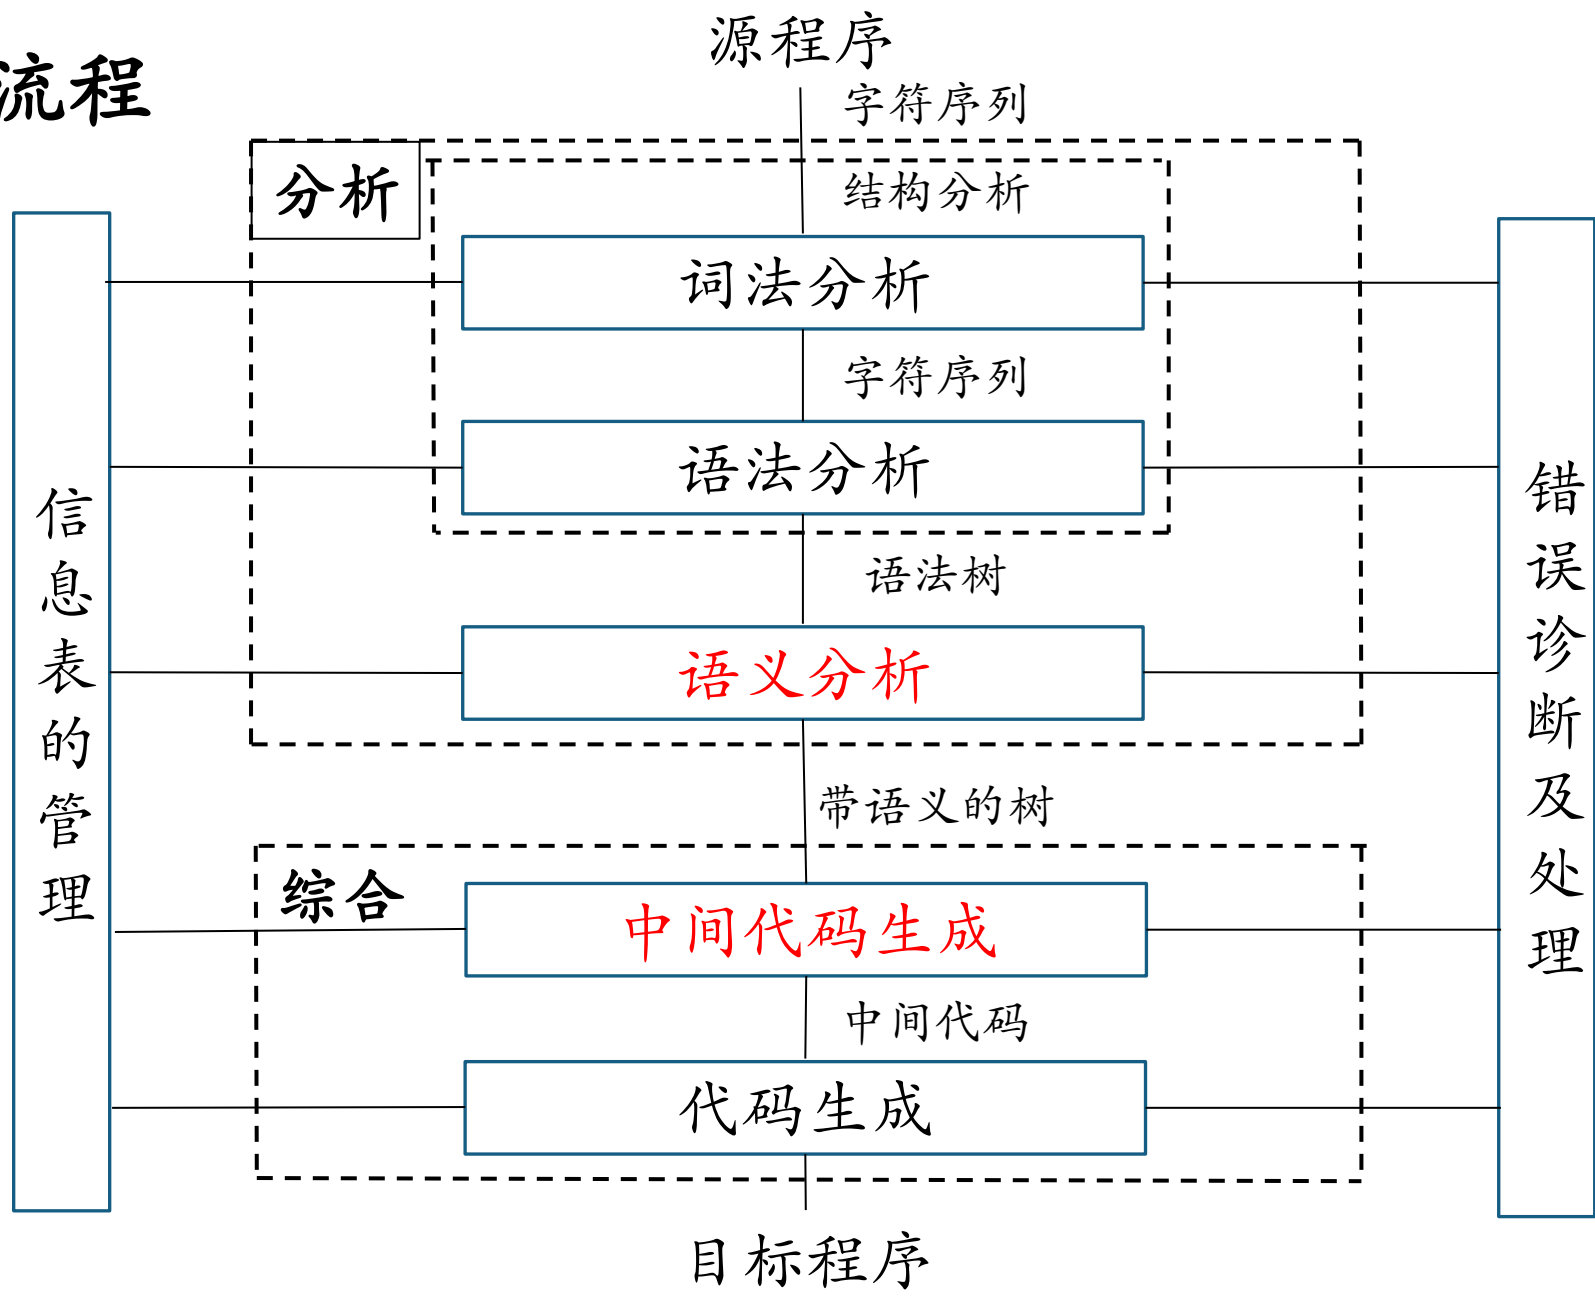 源程序
流程
字符序列
分析
结构分析
词法分析
字符序列
语法分析
语法树
语义分析
带语义的树
综合
中间代码生成
中间代码
代码生成
目标程序
信息表的管理
错误诊断及处理